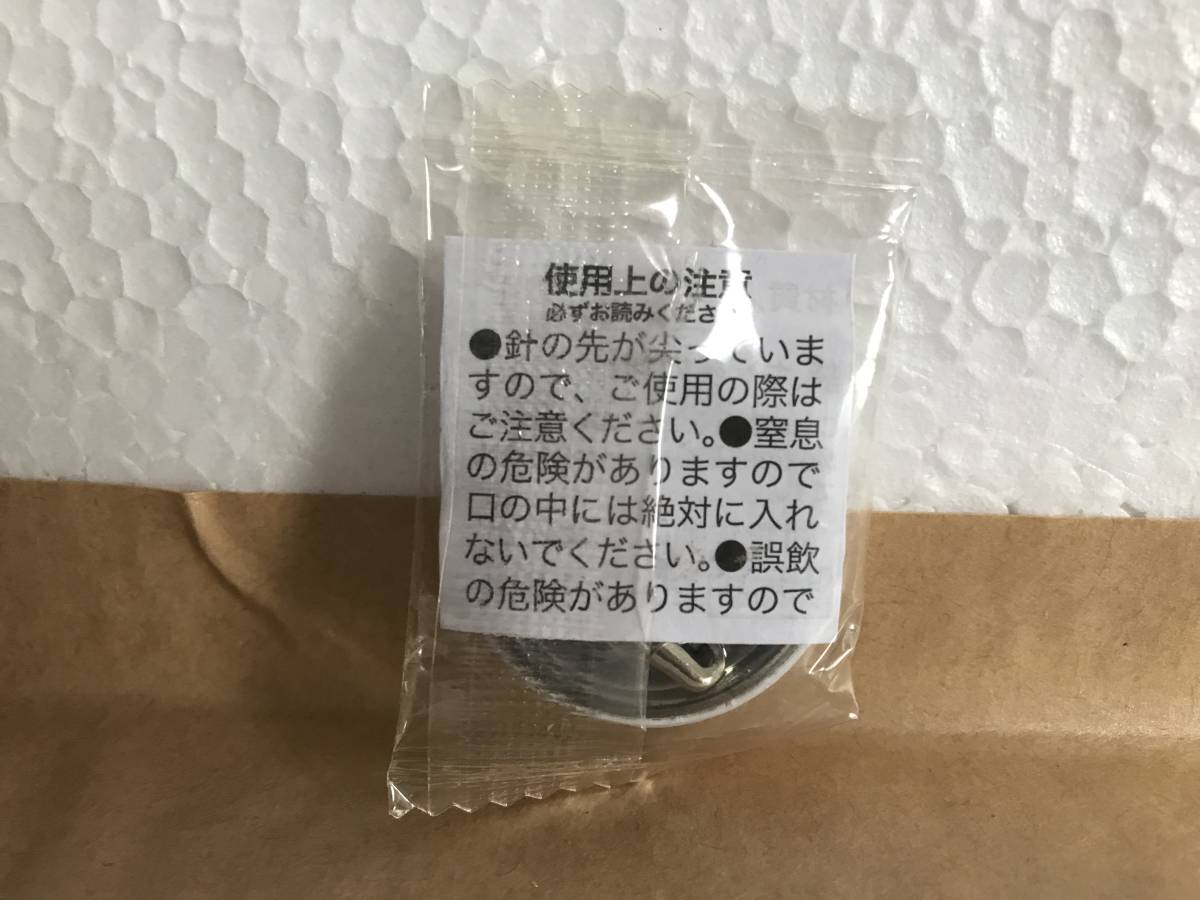 使用上の注意
必ずお読みくださ
●針の先が尖っていま
すので、ご使用の際は
ご注意ください。●窒息
の危険がありますので
口の中には絶対に入れ
ないでください。●誤飲
の危険がありますので